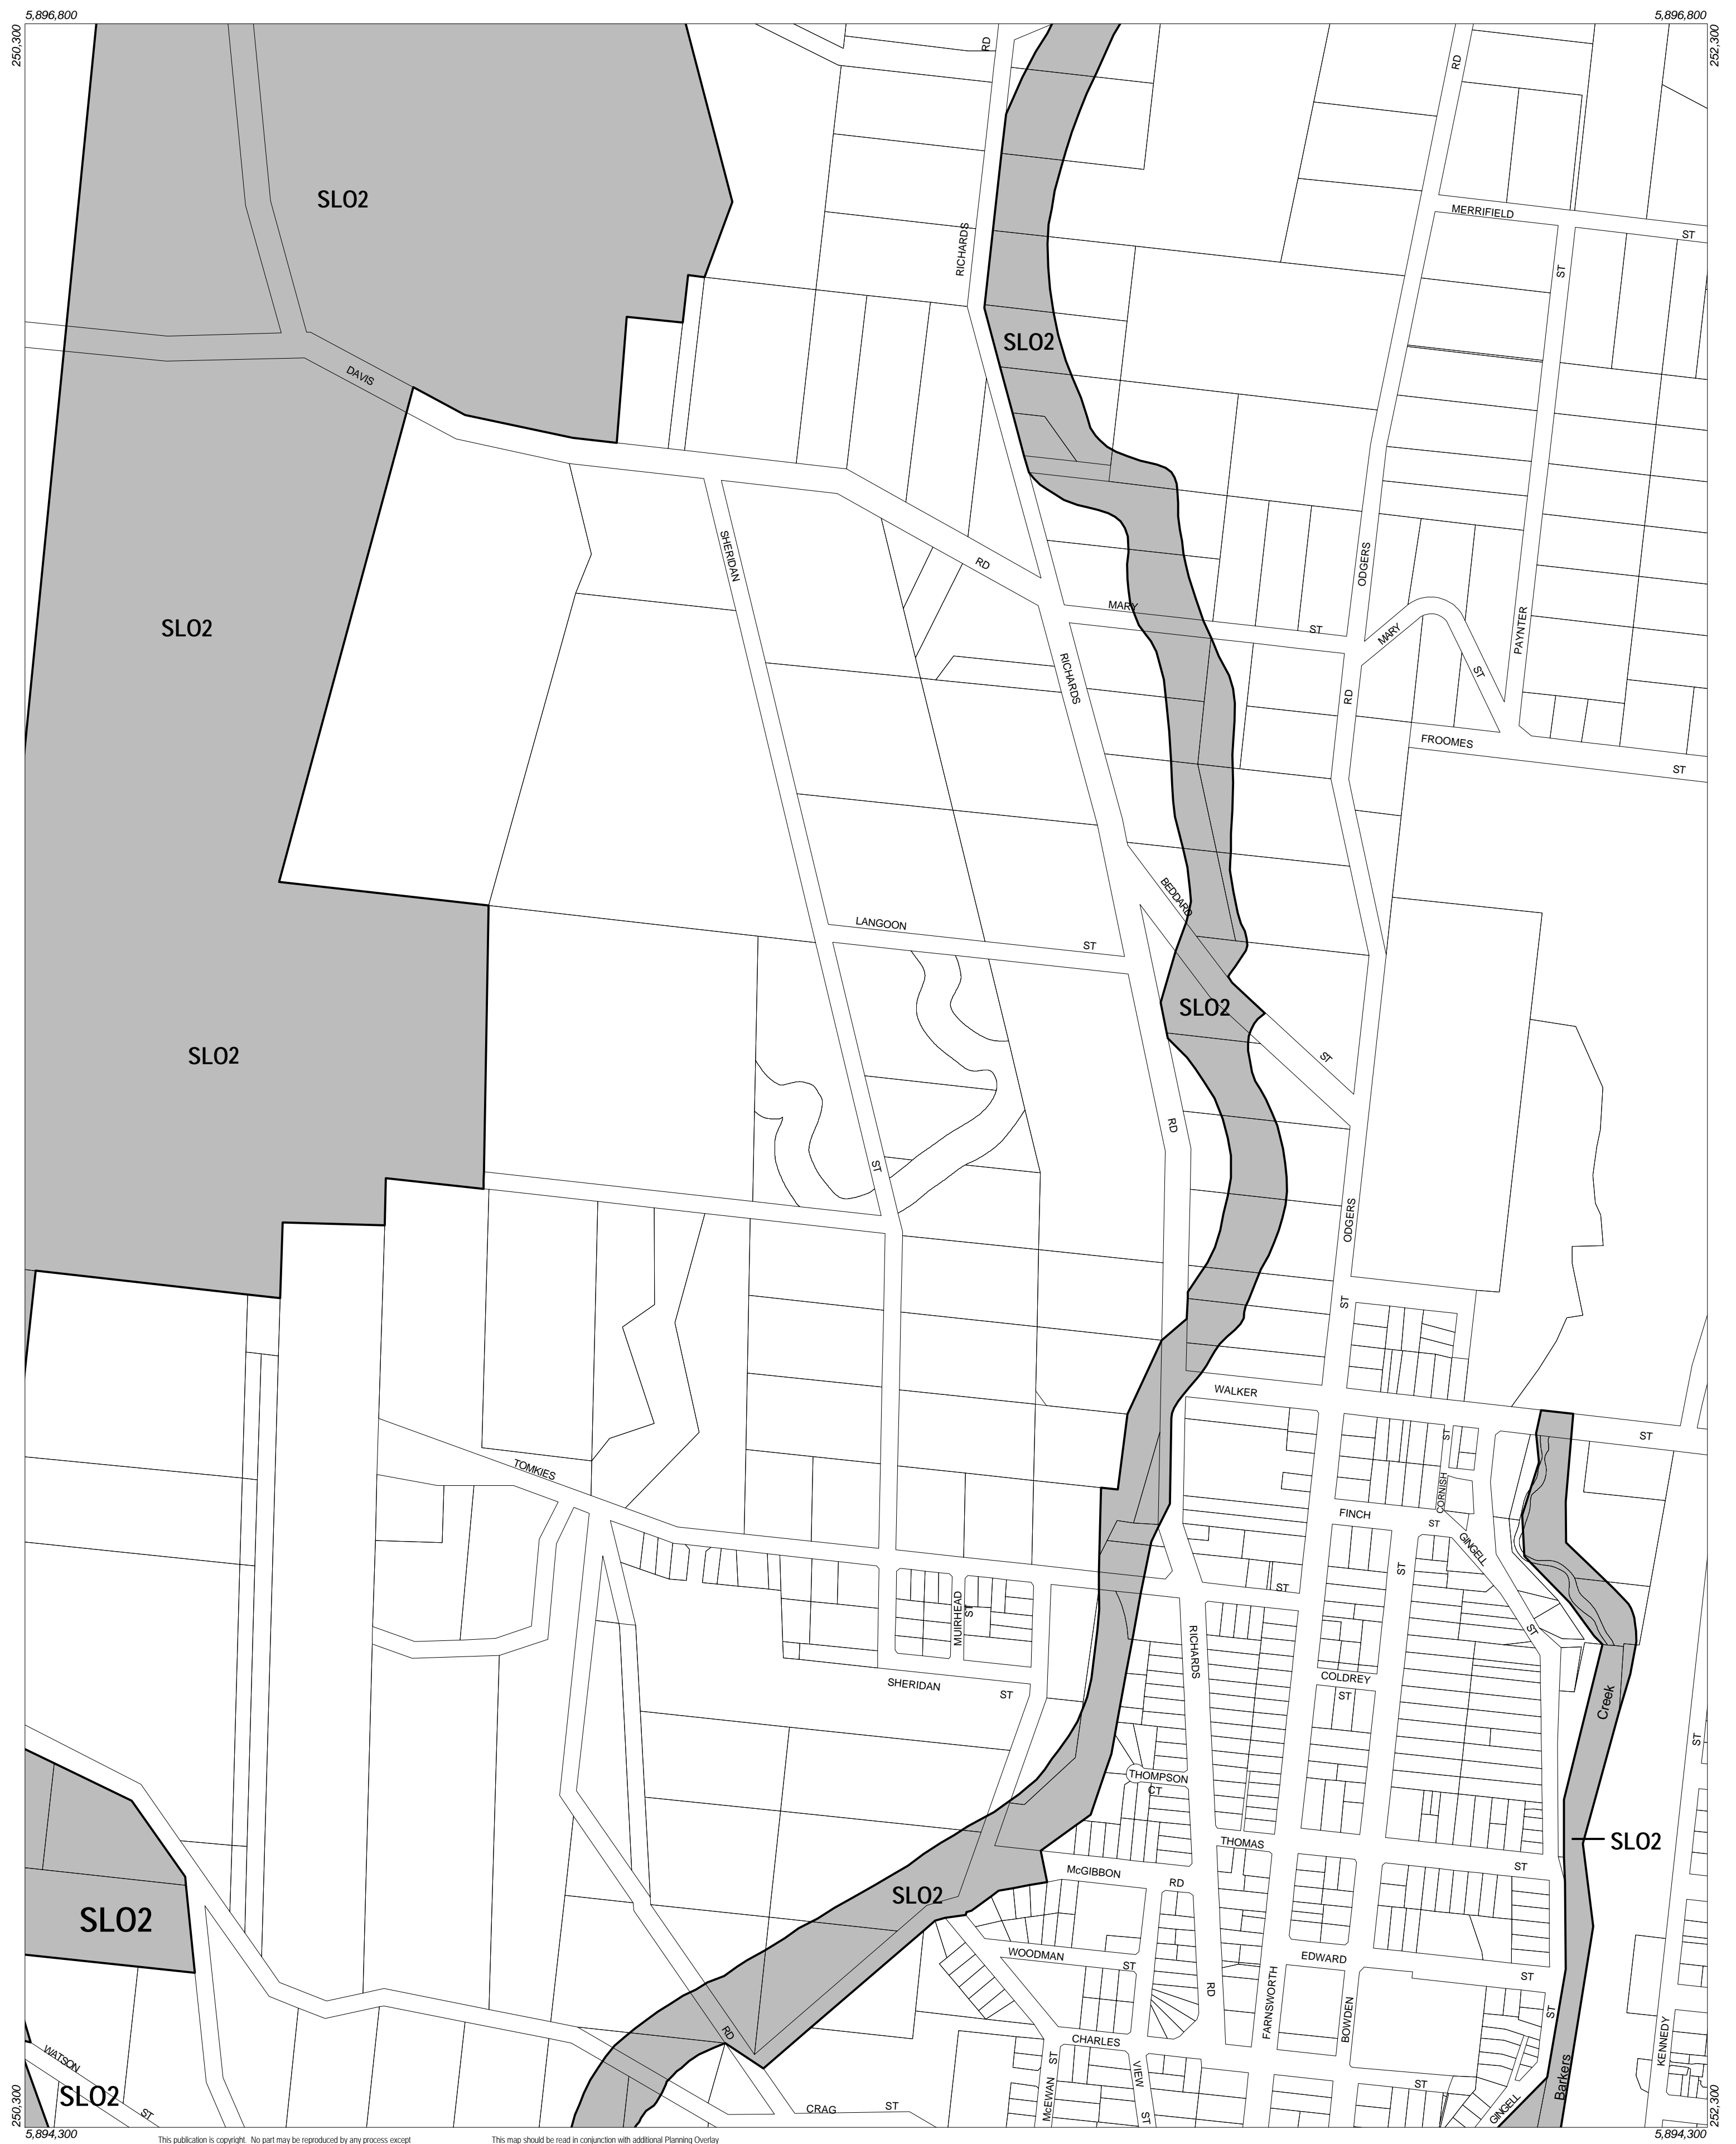 5,896,800
5,896,800
250,300
252,300
RD
RD
SLO2
MERRIFIELD
ST
RICHARDS
ST
SLO2
DAVIS
SHERIDAN
RD
ODGERS
MARY
ST
MARY
PAYNTER
SLO2
RICHARDS
ST
RD
FROOMES
ST
BEDDARD
LANGOON
ST
SLO2
SLO2
ST
RD
ST
ODGERS
ST
WALKER
ST
ST
TOMKIES
CORNISH
FINCH
ST
GINGELL
ST
ST
MUIRHEAD
ST
RICHARDS
ST
COLDREY
SHERIDAN
ST
ST
Creek
ST
THOMPSON
CT
THOMAS
SLO2
ST
McGIBBON
RD
SLO2
SLO2
WOODMAN
ST
EDWARD
ST
RD
FARNSWORTH
BOWDEN
ST
RD
CHARLES
KENNEDY
WATSON
ST
VIEW
Barkers
ST
SLO2
McEWAN
GINGELL
CRAG
ST
ST
ST
250,300
252,300
5,894,300
5,894,300
This publication is copyright. No part may be reproduced by any process except
This map should be read in conjunction with additional Planning Overlay